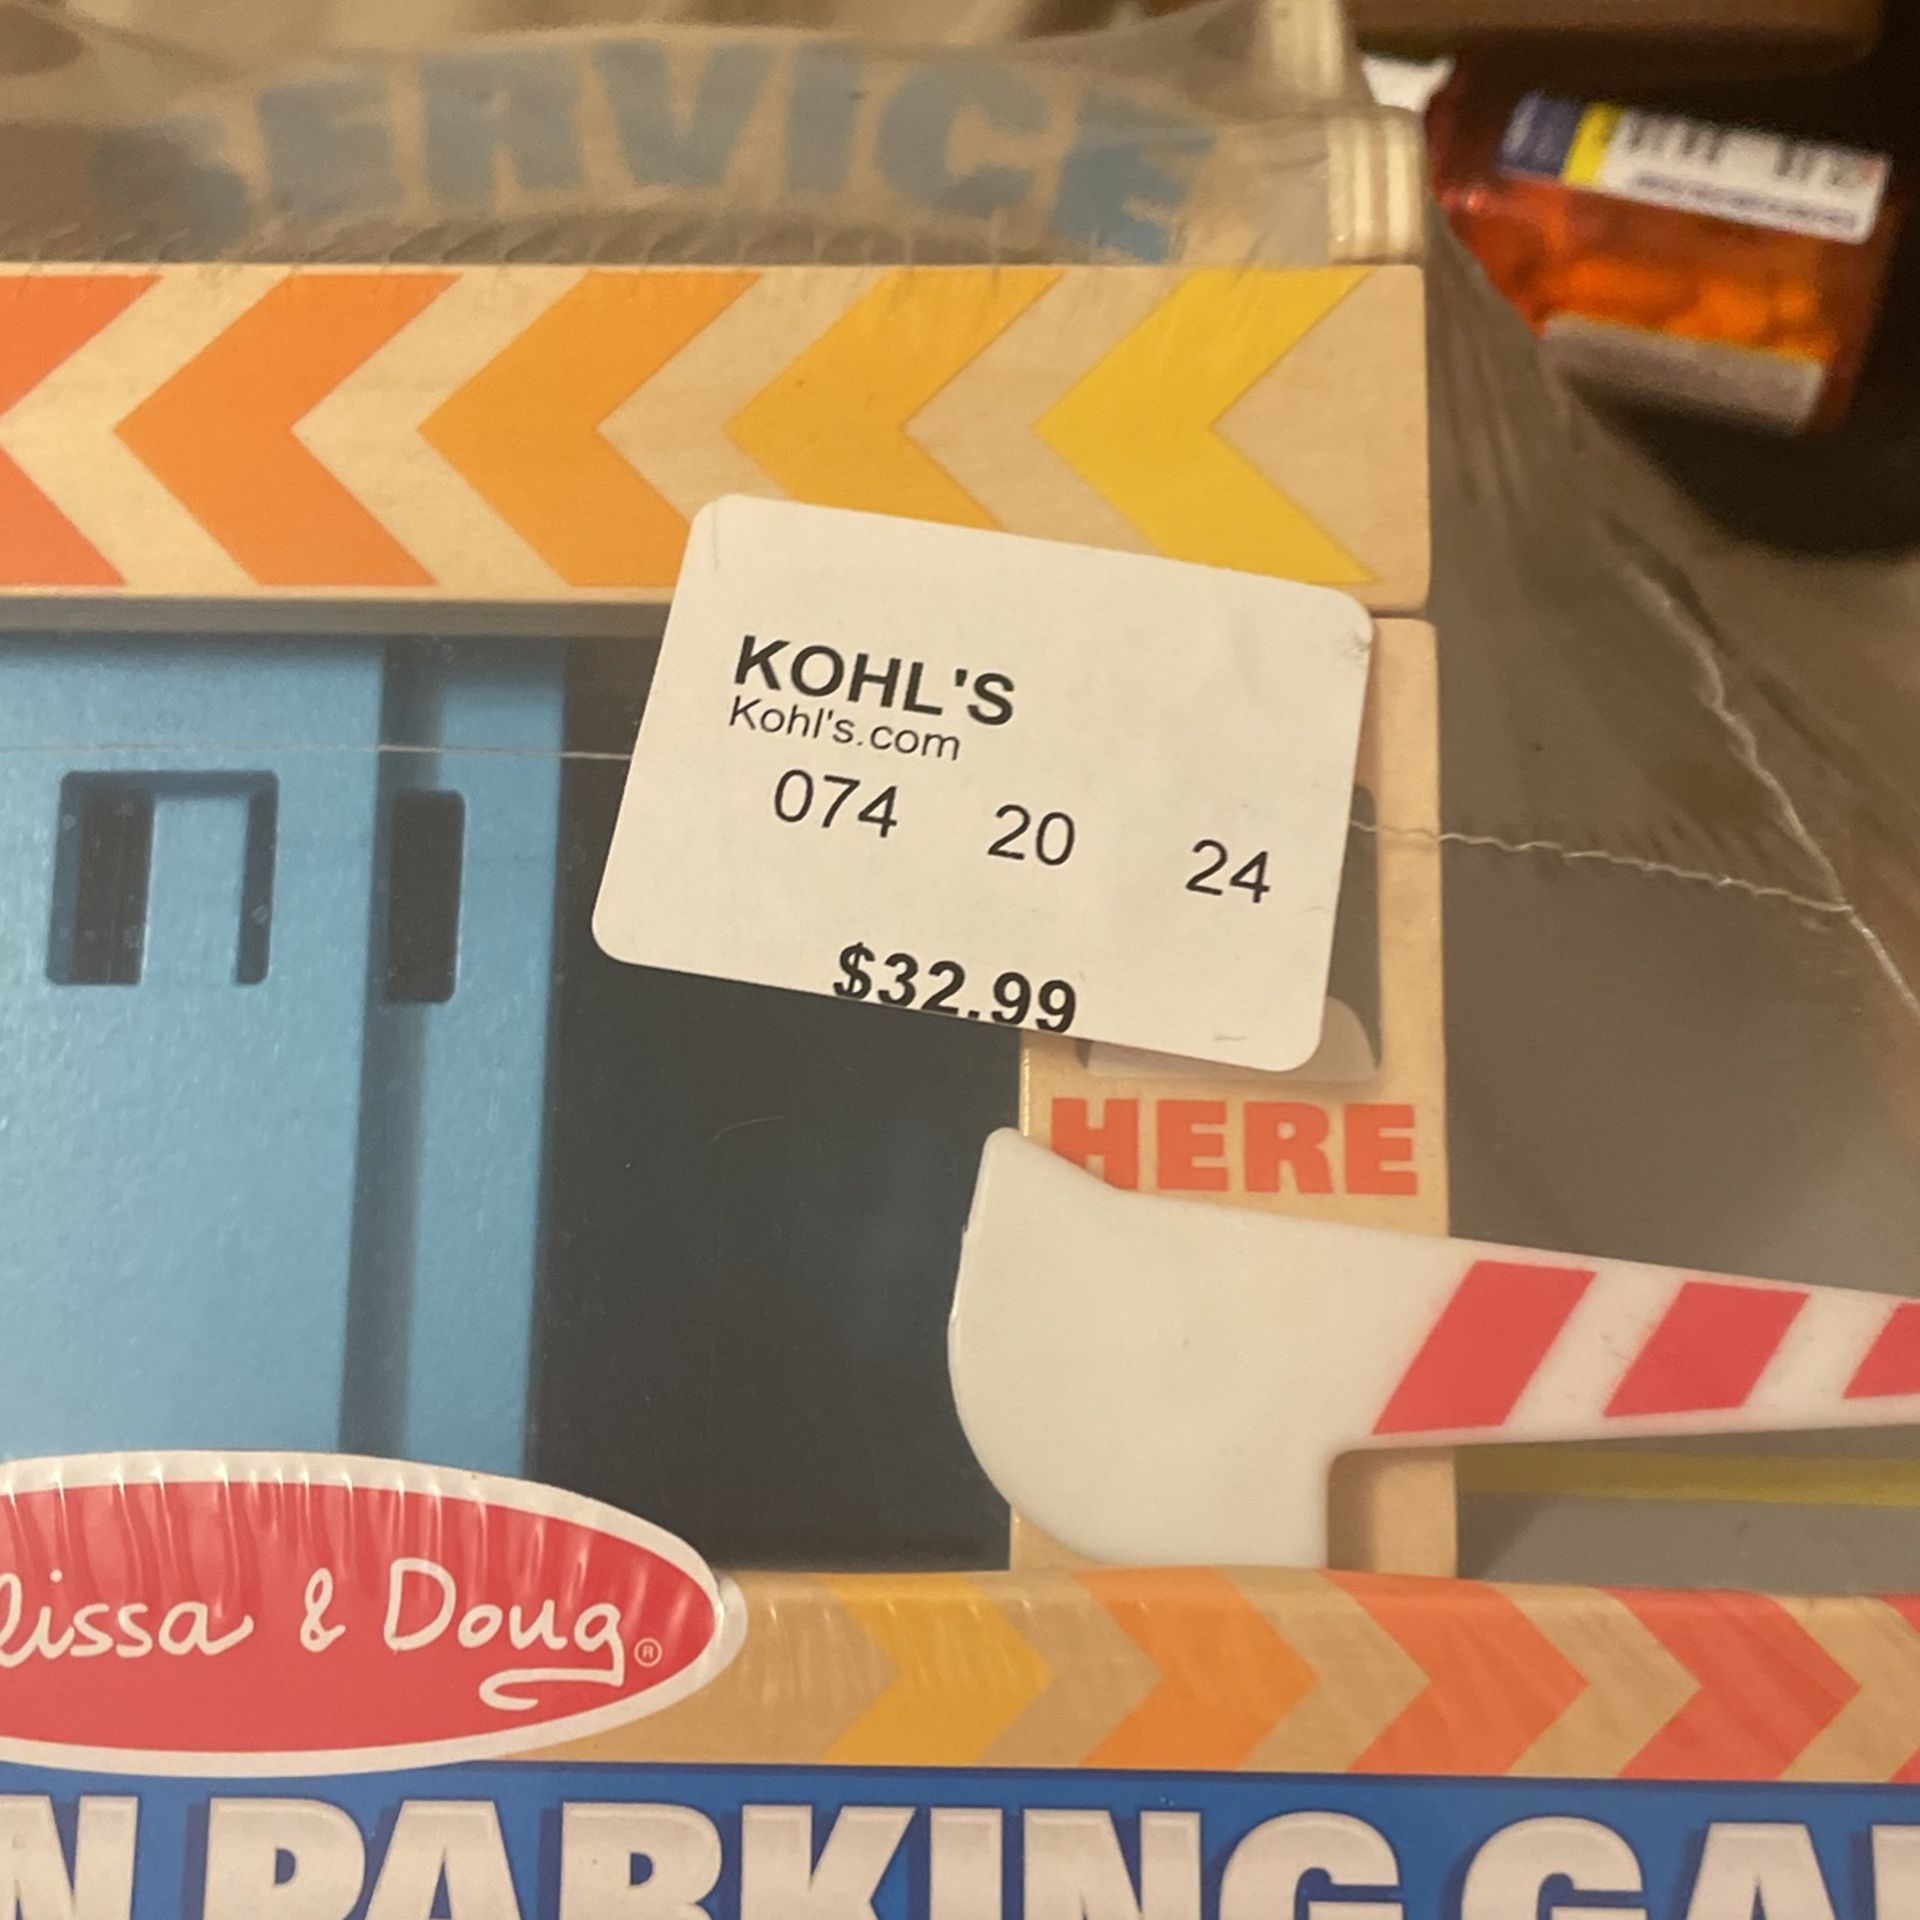 SERVICE
KOHL'S
Kohl's.com
074 20 24
$32.99
HERE
lissa & Doug®
N PARKING GA